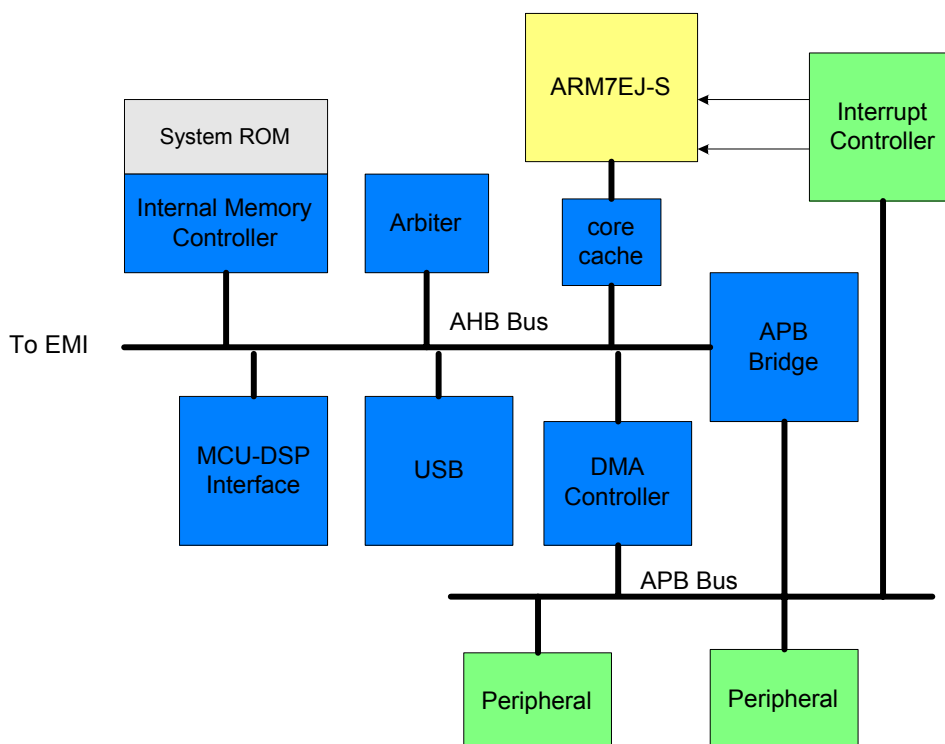 ARM7EJ-S
Interrupt
Controller
System ROM
Internal Memory
Controller
Arbiter
core
cache
AHB Bus
To EMI
APB
Bridge
MCU-DSP
Interface
USB
DMA
Controller
APB Bus
Peripheral
Peripheral